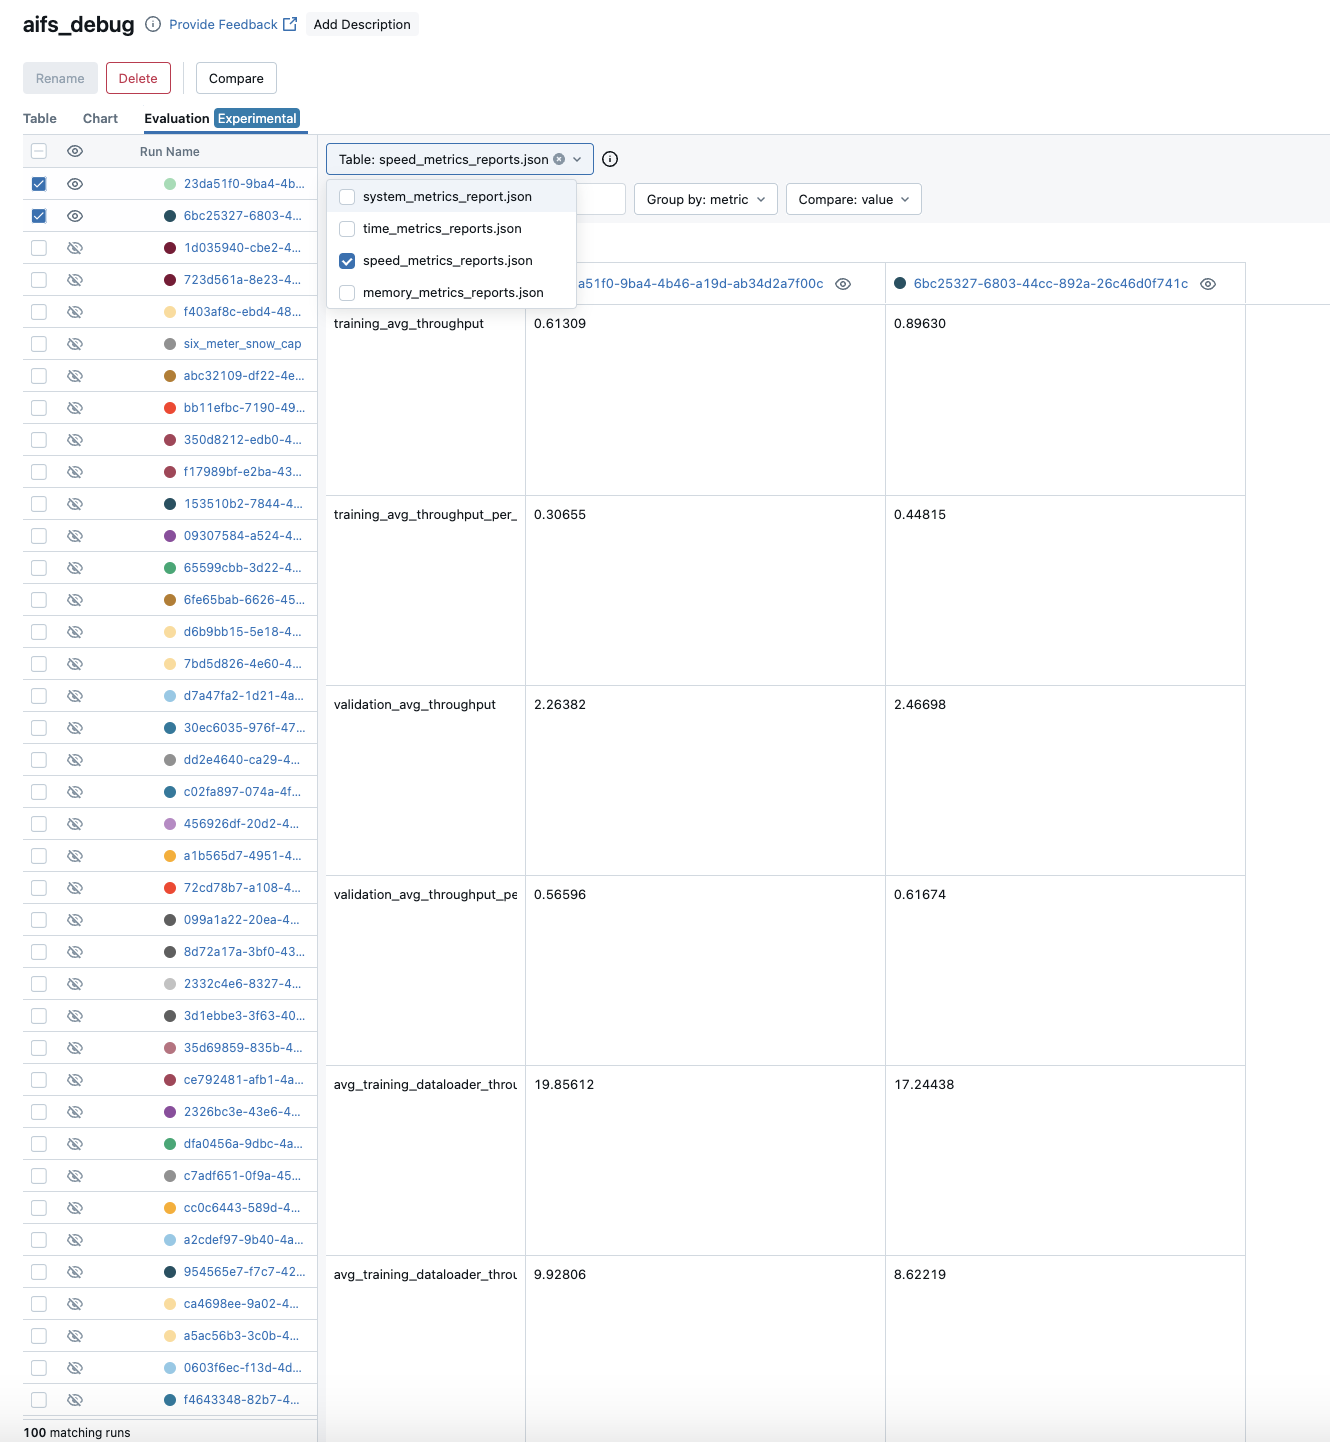 aifs_debug Provide Feedback Add Description
Rename Delete Compare
Table Chart Evaluation Experimental
Run Name
23da51f0-9ba4-4b...
6bc25327-6803-4...
1d035940-cbe2-4...
723d561a-8e23-4...
f403af8c-ebd4-48...
six_meter_snow_cap
abc32109-df22-4e...
bb11efbc-7190-49...
350d8212-edb0-4...
f17989bf-e2ba-43...
153510b2-7844-4...
09307584-a524-4...
65599cbb-3d22-4...
6fe65bab-6626-45...
d6b9bb15-5e18-4...
7bd5d826-4e60-4...
d7a47fa2-1d21-4a...
30ec6035-976f-47...
dd2e4640-ca29-4...
c02fa897-074a-4f...
456926df-20d2-4...
a1b565d7-4951-4...
72cd78b7-a108-4...
099a1a22-20ea-4...
8d72a17a-3bf0-43...
2332c4e6-8327-4...
3d1ebbe3-3f63-40...
35d69859-835b-4...
ce792481-afb1-4a...
2326bc3e-43e6-4...
dfa0456a-9dbc-4a...
c7adf651-0f9a-45...
cc0c6443-589d-4...
a2cdef97-9b40-4a...
954565e7-f7c7-42...
ca4698ee-9a02-4...
a5ac56b3-3c0b-4...
0603f6ec-f13d-4d...
f4643348-82b7-4...
100 matching runs
Table: speed_metrics_reports.json
system_metrics_report.json
time_metrics_reports.json
speed_metrics_reports.json
memory_metrics_reports.json
Group by: metric Compare: value
a51f0-9ba4-4b46-a19d-ab34d2a7f00c 6bc25327-6803-44cc-892a-26c46d0f741c
training_avg_throughput 0.61309 0.89630
training_avg_throughput_per_ 0.30655 0.44815
validation_avg_throughput 2.26382 2.46698
validation_avg_throughput_pe 0.56596 0.61674
avg_training_dataloader_throu 19.85612 17.24438
avg_training_dataloader_throu 9.92806 8.62219